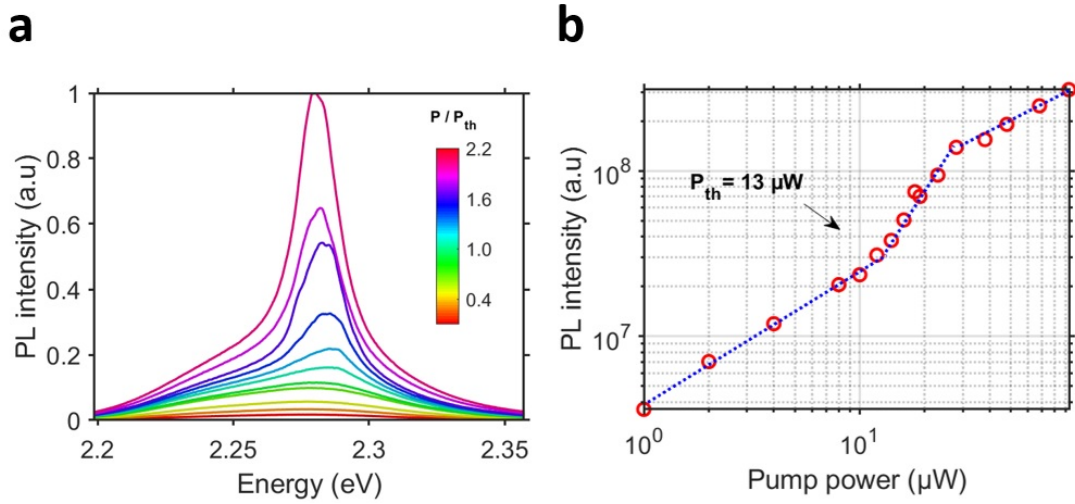 a
b
PL intensity (a.u)
1
0.8
0.6
0.4
0.2
0
2.2
2.25
2.3
2.35
Energy (eV)
P / Pth
2.2
1.6
1.0
0.4
PL intensity (a.u)
10^8
10^7
Pth= 13 μW
10^0
10^1
Pump power (μW)